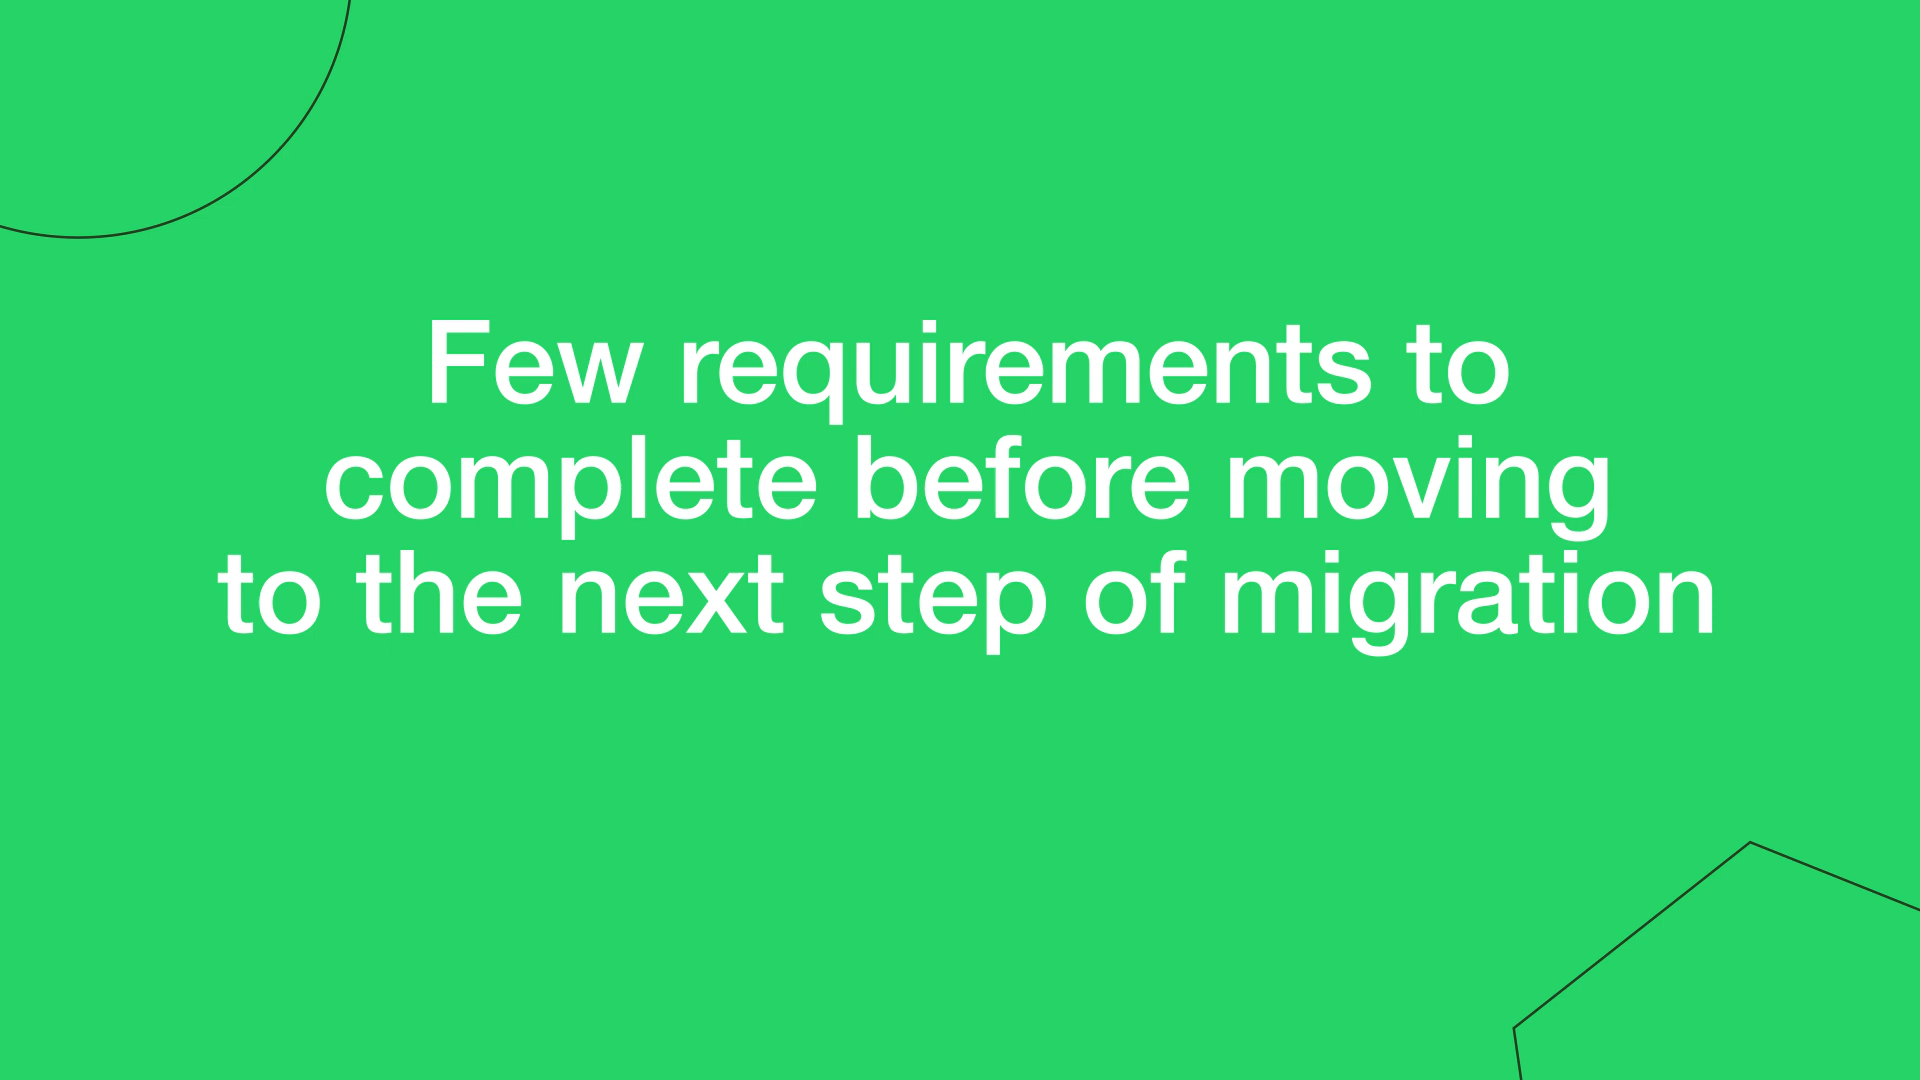 Few requirements to
complete before moving
to the next step of migration